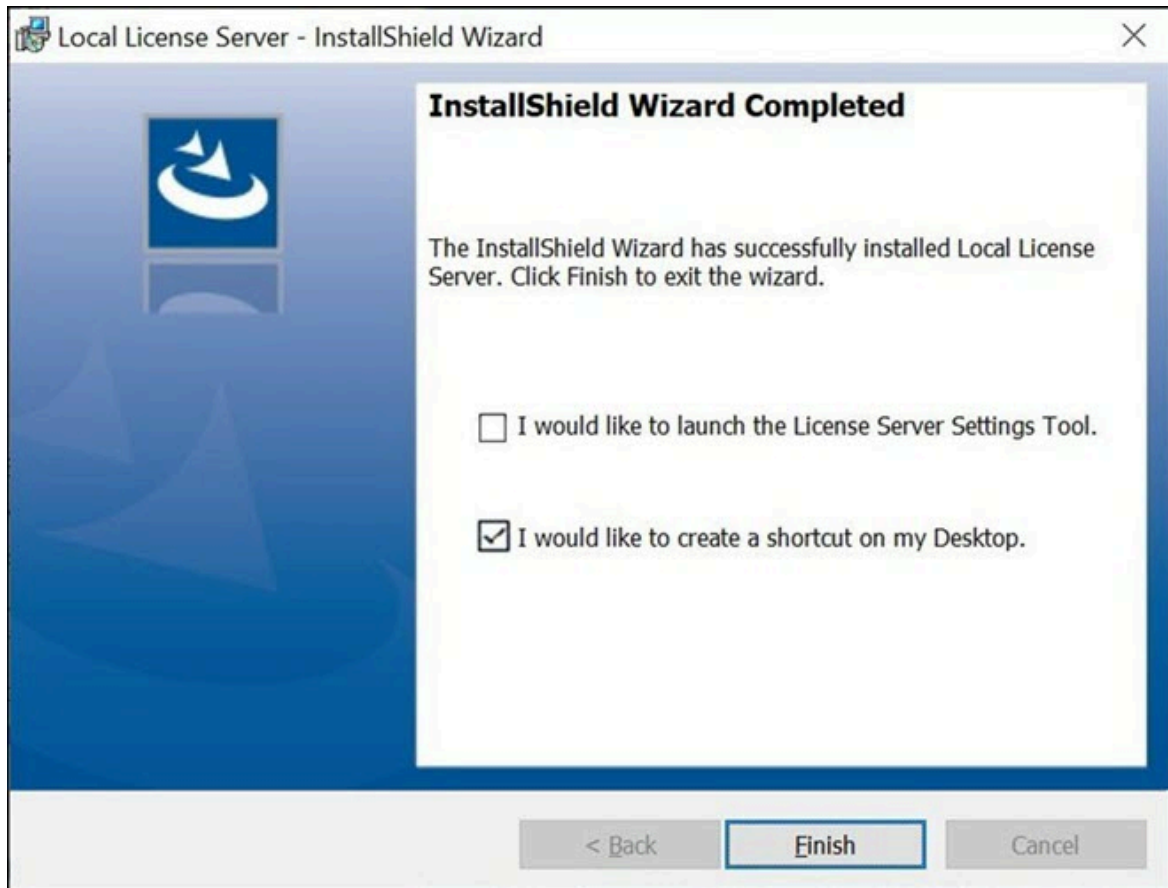 Local License Server - InstallShield Wizard
InstallShield Wizard Completed
The InstallShield Wizard has successfully installed Local License
Server. Click Finish to exit the wizard.
I would like to launch the License Server Settings Tool.
I would like to create a shortcut on my Desktop.
< Back
Finish
Cancel